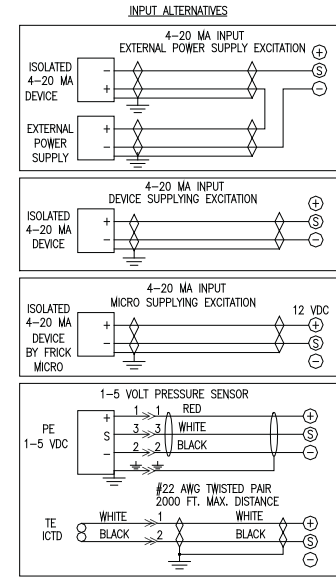 INPUT ALTERNATIVES
4-20 MA INPUT
EXTERNAL POWER SUPPLY EXCITATION
ISOLATED
4-20 MA
DEVICE
-
+
+
S
-
EXTERNAL
POWER
SUPPLY
+
-
4-20 MA INPUT
DEVICE SUPPLYING EXCITATION
ISOLATED
4-20 MA
DEVICE
+
-
+
S
-
4-20 MA INPUT
MICRO SUPPLYING EXCITATION
ISOLATED
4-20 MA
DEVICE
BY FRICK
MICRO
+
-
12 VDC
+
S
-
1-5 VOLT PRESSURE SENSOR
PE
1-5 VDC
+ 1 1 RED +
S 3 3 WHITE S
- 2 2 BLACK -
#22 AWG TWISTED PAIR
2000 FT. MAX. DISTANCE
TE
ICTD
WHITE 1 WHITE +
BLACK 2 BLACK S
-